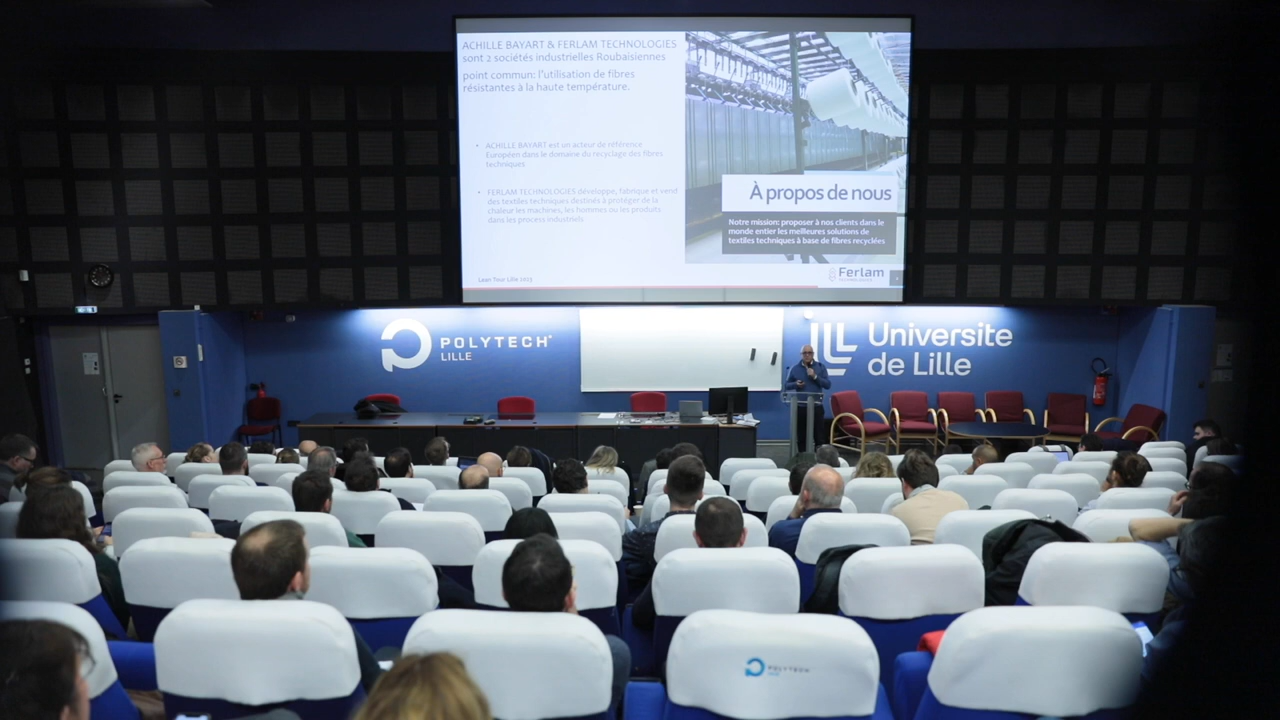 ACHILLE BAYART & FERLAM TECHNOLOGIES
sont 2 sociétés industrielles Roubaisiennes
point commun: l'utilisation de fibres
résistantes à la haute température.
• ACHILLE BAYART est un acteur de référence
Européen dans le domaine du recyclage des fibres
techniques
• FERLAM TECHNOLOGIES développe, fabrique et vend
des textiles techniques destinés à protéger de la
chaleur les machines, les hommes ou les produits
dans les process industriels
À propos de nous
Notre mission: proposer à nos clients dans le
monde entier les meilleures solutions de
textiles techniques à base de fibres recyclées
Lean Tour Lille 2023
Ferlam
TECHNOLOGIES
POLYTECH
LILLE
Université
de Lille
POLYTECH
LILLE